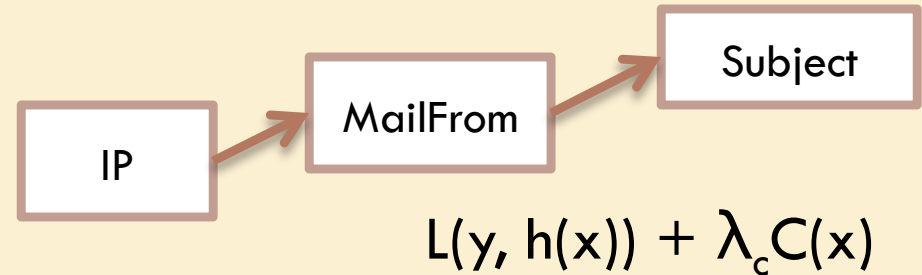 IP
MailFrom
Subject
L(y, h(x)) + λcC(x)